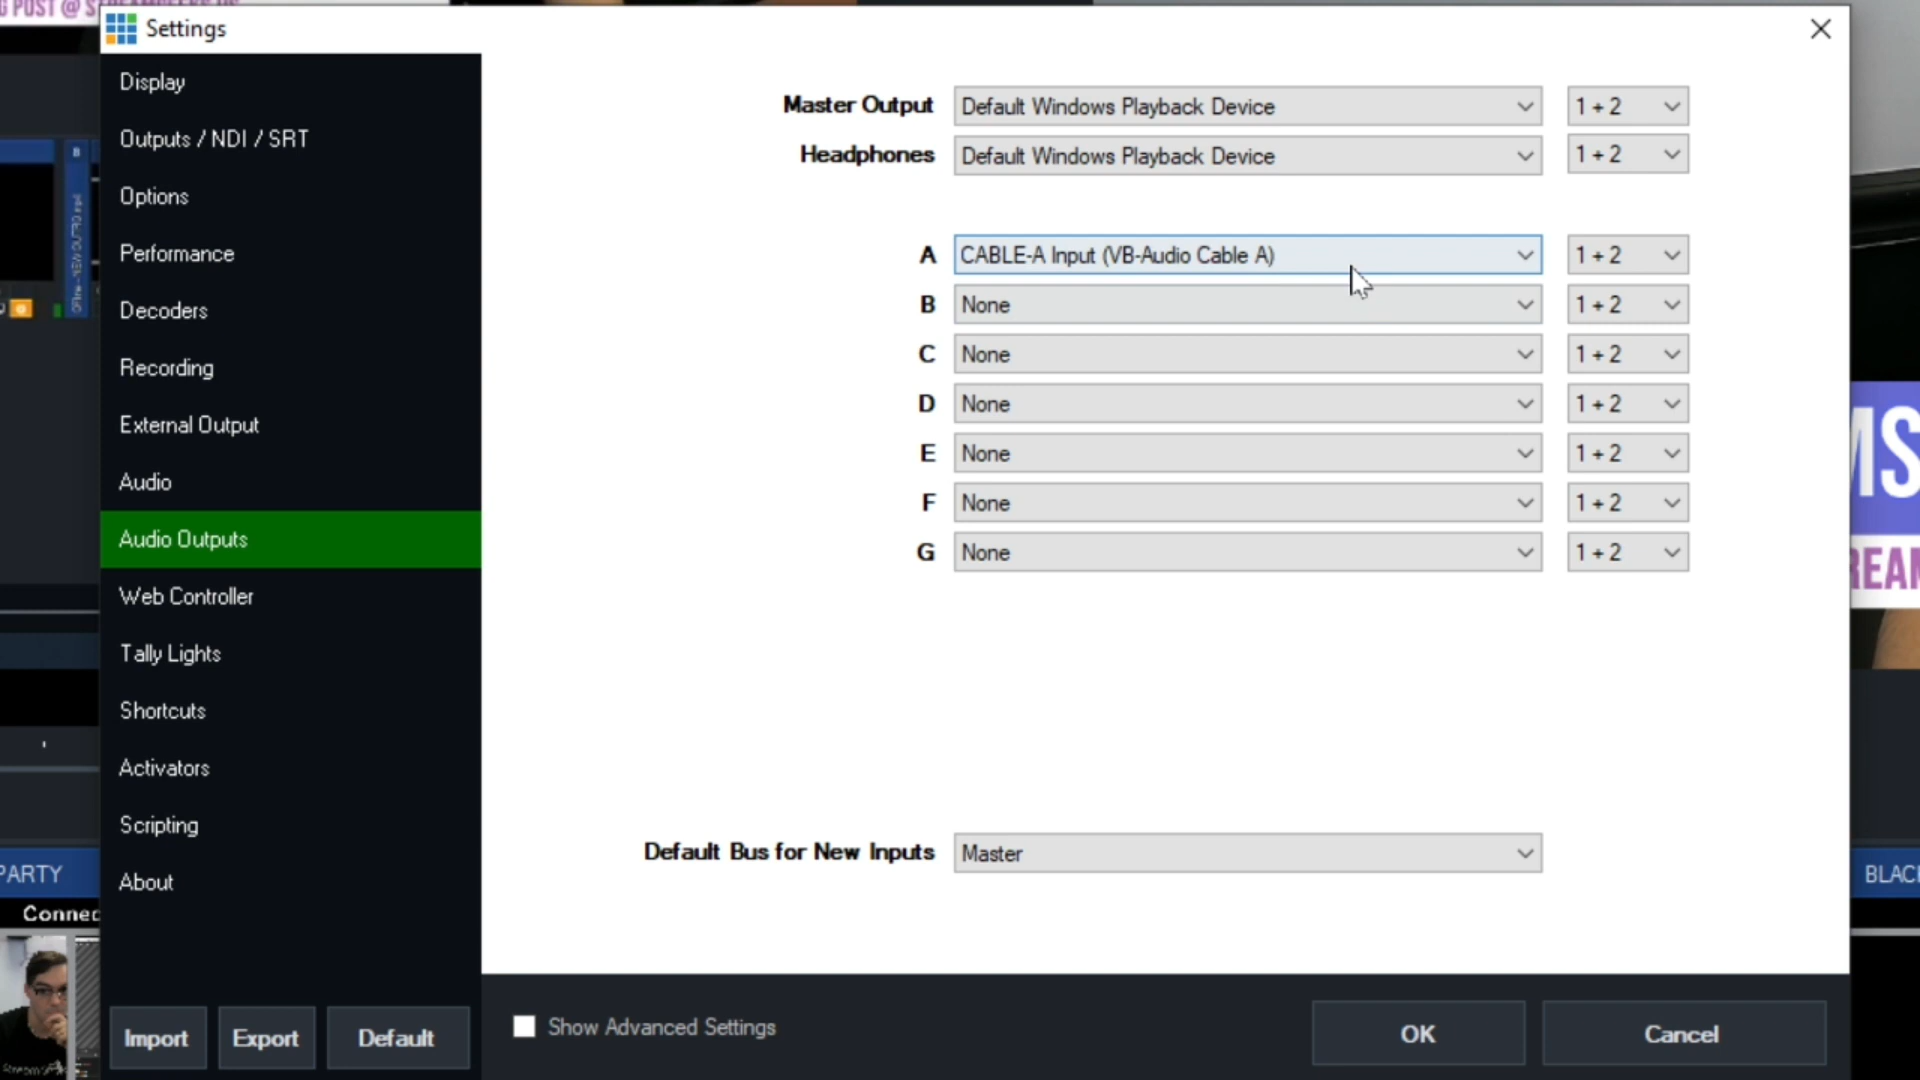 G POST @
Settings
Display
Outputs / NDI / SRT
Options
Performance
Decoders
Recording
External Output
Audio
Audio Outputs
Web Controller
Tally Lights
Shortcuts
Activators
Scripting
About
Import Export Default
Master Output Default Windows Playback Device 1 + 2
Headphones Default Windows Playback Device 1 + 2
A CABLE-A Input (VB-Audio Cable A) 1 + 2
B None 1 + 2
C None 1 + 2
D None 1 + 2
E None 1 + 2
F None 1 + 2
G None 1 + 2
Default Bus for New Inputs Master
Show Advanced Settings
OK Cancel
B
PARTY
Connec
MS
REAM
BLAC